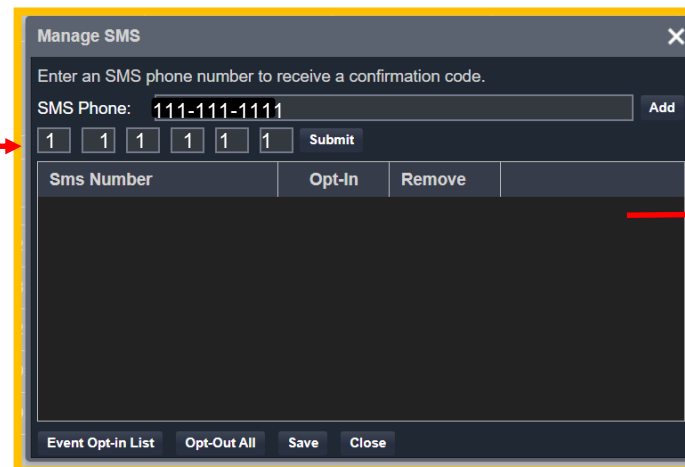 Manage SMS
Enter an SMS phone number to receive a confirmation code.
SMS Phone: 111-111-1111 Add
1 1 1 1 1 1 Submit
Sms Number Opt-In Remove
Event Opt-in List Opt-Out All Save Close